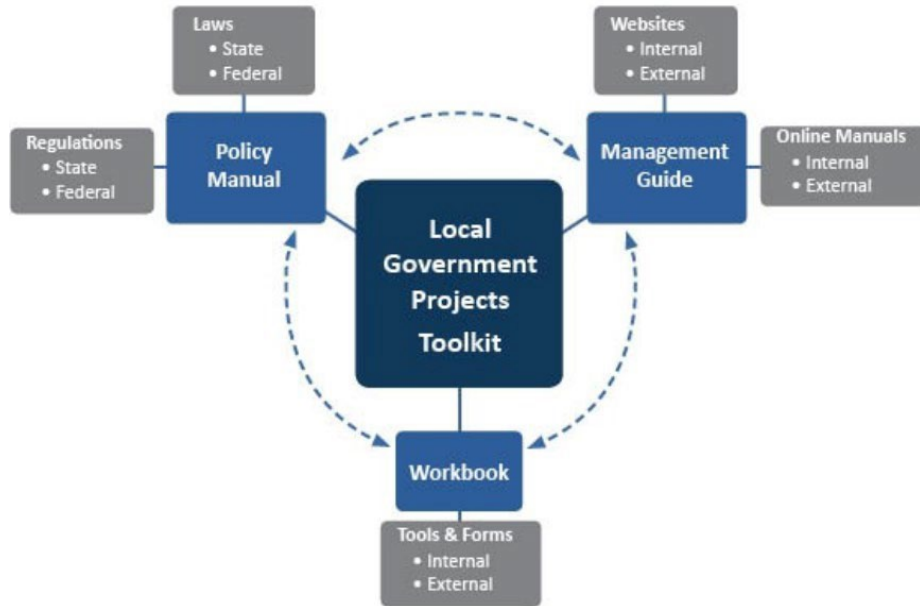 Laws
• State
• Federal
Websites
• Internal
• External
Regulations
• State
• Federal
Policy
Manual
Management
Guide
Online Manuals
• Internal
• External
Local
Government
Projects
Toolkit
Workbook
Tools & Forms
• Internal
• External